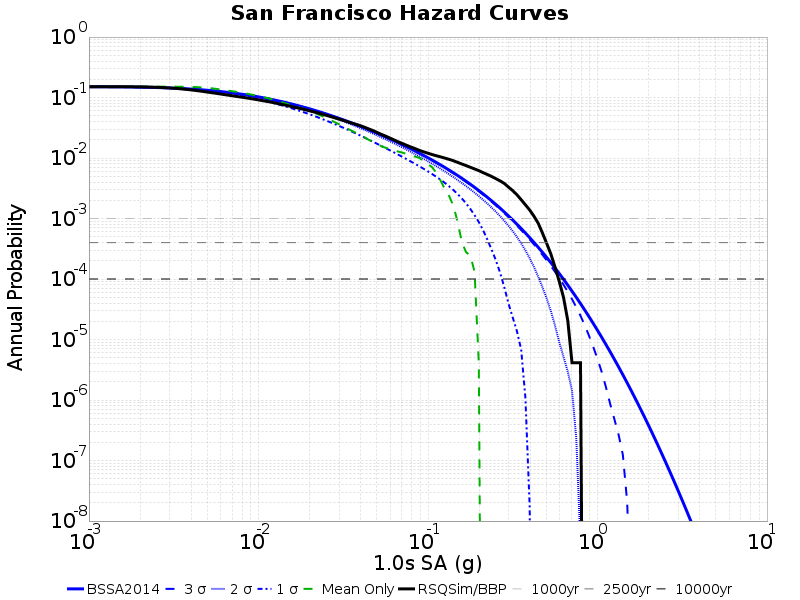 San Francisco Hazard Curves
10^0
10^-1
10^-2
10^-3
10^-4
10^-5
10^-6
10^-7
10^-8
Annual Probability
10^-3 10^-2 10^-1 10^0 10^1
1.0s SA (g)
BSSA2014 3 σ 2 σ 1 σ Mean Only RSQSim/BBP 1000yr 2500yr 10000yr